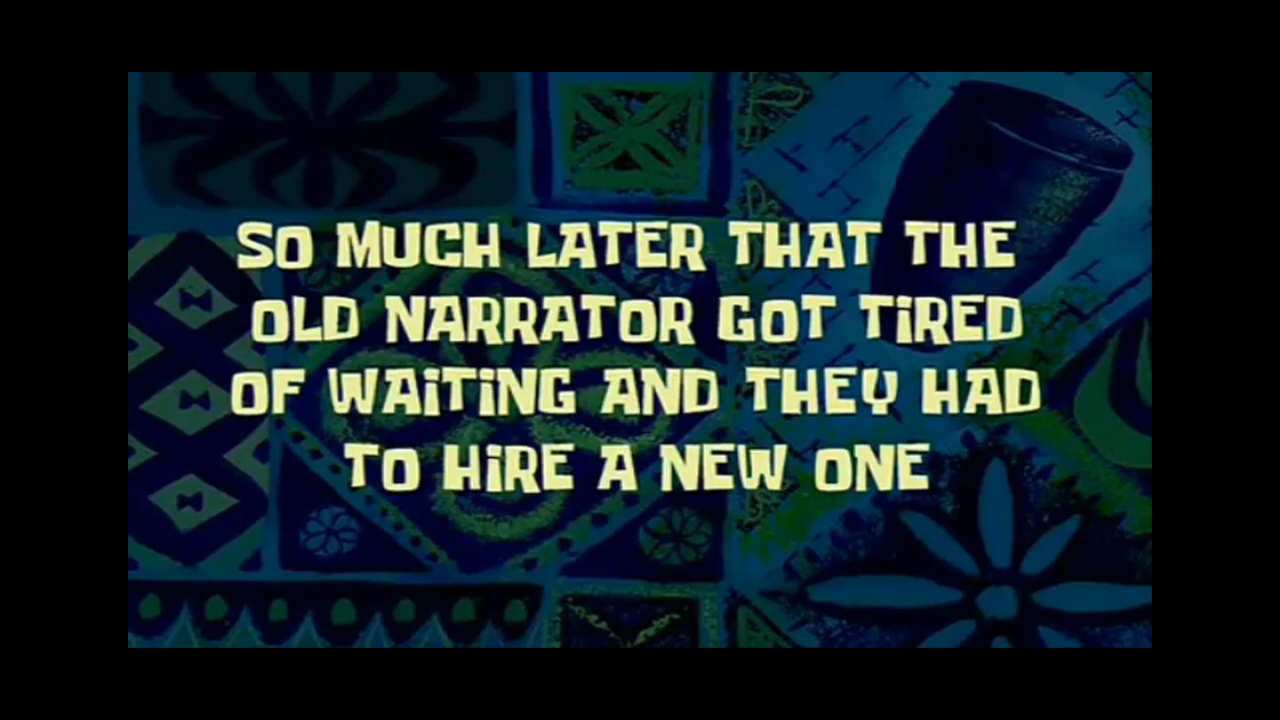 SO MUCH LATER THAT THE
OLD NARRATOR GOT TiRED
OF WAiTiNG AND THEY HAD
TO HiRE A NEW ONE